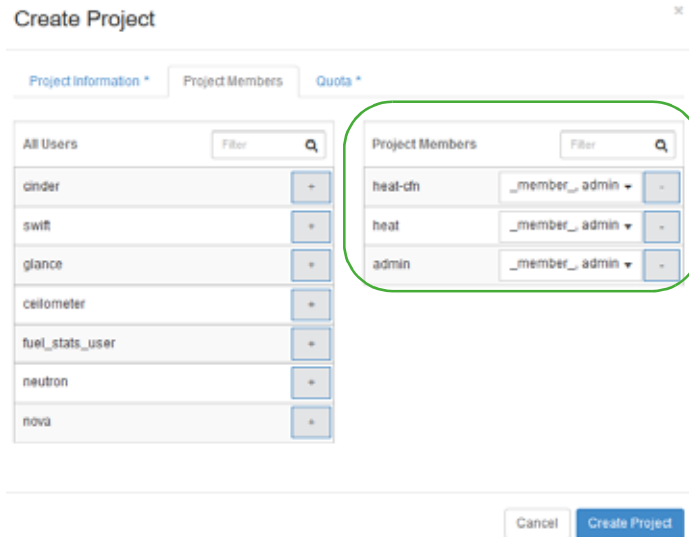 Create Project
×
Project Information *
Project Members
Quota *
All Users
Filter
cinder
+
swift
+
glance
+
ceilometer
+
fuel_stats_user
+
neutron
+
nova
+
Project Members
Filter
heat-cfn
_member_, admin
-
heat
_member_, admin
-
admin
_member_, admin
-
Cancel
Create Project